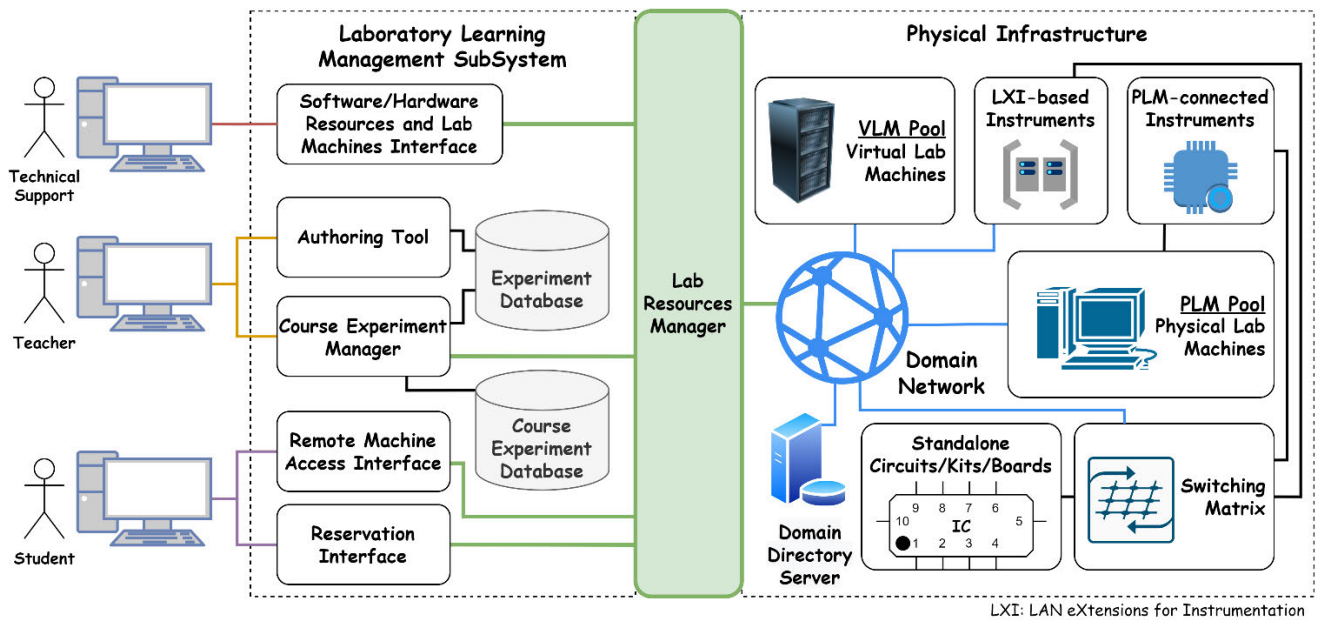 Laboratory Learning
Management SubSystem
Software/Hardware
Resources and Lab
Machines Interface
Technical
Support
Authoring Tool
Experiment
Database
Course Experiment
Manager
Teacher
Course
Experiment
Database
Remote Machine
Access Interface
Reservation
Interface
Student
Lab
Resources
Manager
Physical Infrastructure
VLM Pool
Virtual Lab
Machines
LXI-based
Instruments
PLM-connected
Instruments
PLM Pool
Physical Lab
Machines
Domain
Network
Domain
Directory
Server
Standalone
Circuits/Kits/Boards
9 8 7 6
10 IC 5
1 2 3 4
Switching
Matrix
LXI: LAN eXtensions for Instrumentation